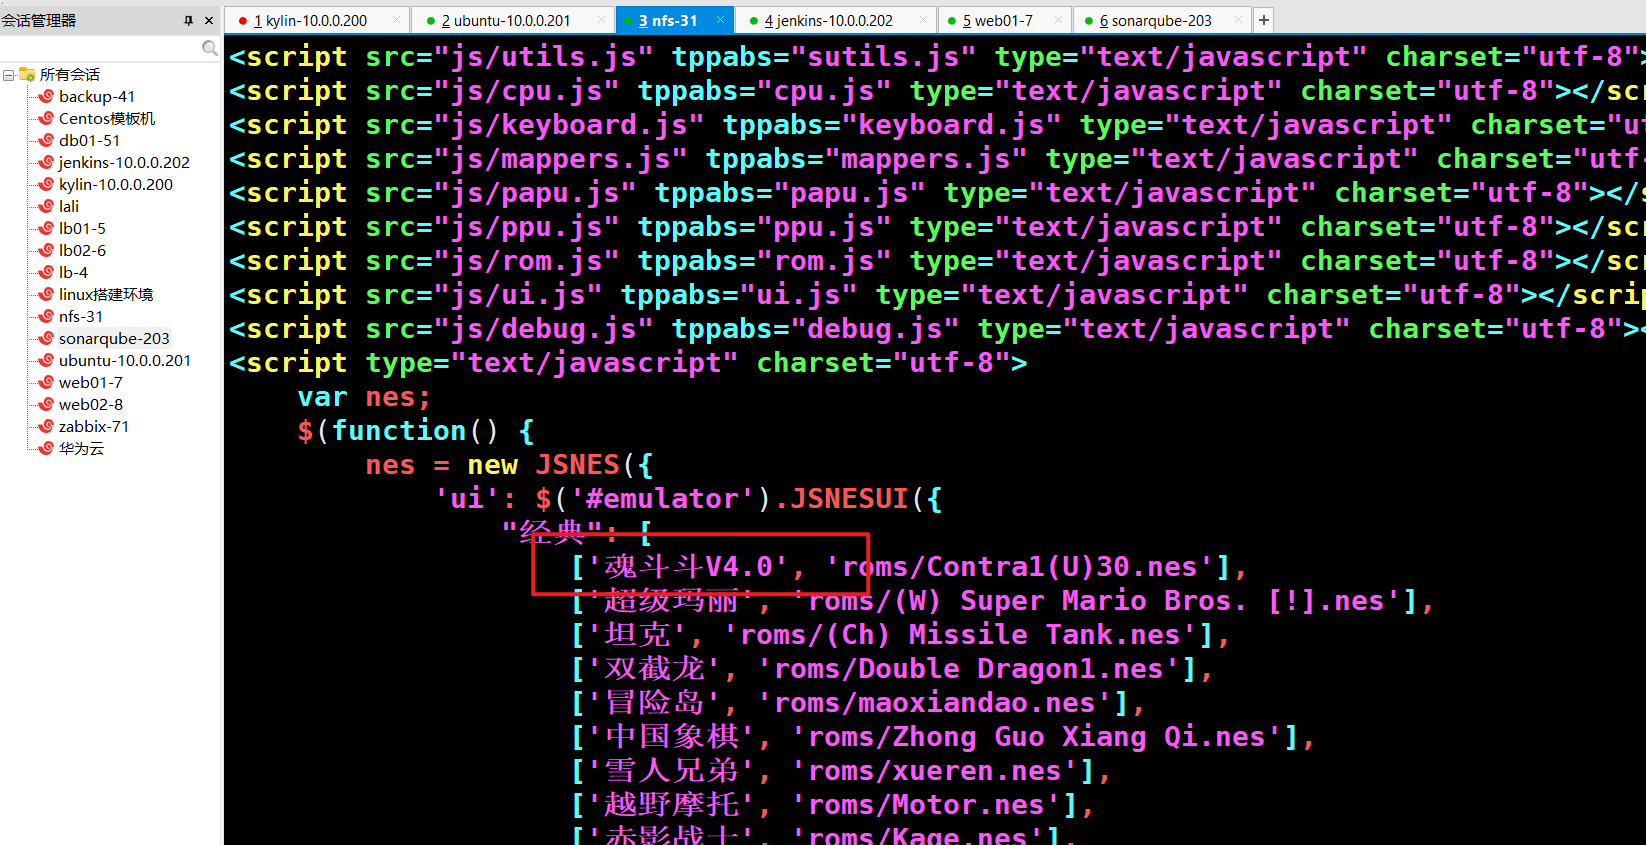 会话管理器
1 kylin-10.0.0.200
2 ubuntu-10.0.0.201
3 nfs-31
4 jenkins-10.0.0.202
5 web01-7
6 sonarqube-203
所有会话
backup-41
Centos模板机
db01-51
jenkins-10.0.0.202
kylin-10.0.0.200
lali
lb01-5
lb02-6
lb-4
linux搭建环境
nfs-31
sonarqube-203
ubuntu-10.0.0.201
web01-7
web02-8
zabbix-71
华为云
<script src="js/utils.js" tppabs="sutils.js" type="text/javascript" charset="utf-8">
<script src="js/cpu.js" tppabs="cpu.js" type="text/javascript" charset="utf-8"></scr
<script src="js/keyboard.js" tppabs="keyboard.js" type="text/javascript" charset="ut
<script src="js/mappers.js" tppabs="mappers.js" type="text/javascript" charset="utf-
<script src="js/papu.js" tppabs="papu.js" type="text/javascript" charset="utf-8"></s
<script src="js/ppu.js" tppabs="ppu.js" type="text/javascript" charset="utf-8"></scr
<script src="js/rom.js" tppabs="rom.js" type="text/javascript" charset="utf-8"></scr
<script src="js/ui.js" tppabs="ui.js" type="text/javascript" charset="utf-8"></scrip
<script src="js/debug.js" tppabs="debug.js" type="text/javascript" charset="utf-8"><
<script type="text/javascript" charset="utf-8">
var nes;
$(function() {
nes = new JSNES({
'ui': $('#emulator').JSNESUI({
"经典": [
['魂斗斗V4.0', 'roms/Contra1(U)30.nes'],
['超级玛丽', 'roms/(W) Super Mario Bros. [!].nes'],
['坦克', 'roms/(Ch) Missile Tank.nes'],
['双截龙', 'roms/Double Dragon1.nes'],
['冒险岛', 'roms/maoxiandao.nes'],
['中国象棋', 'roms/Zhong Guo Xiang Qi.nes'],
['雪人兄弟', 'roms/xueren.nes'],
['越野摩托', 'roms/Motor.nes'],
['赤影战士', 'roms/Kage.nes'],